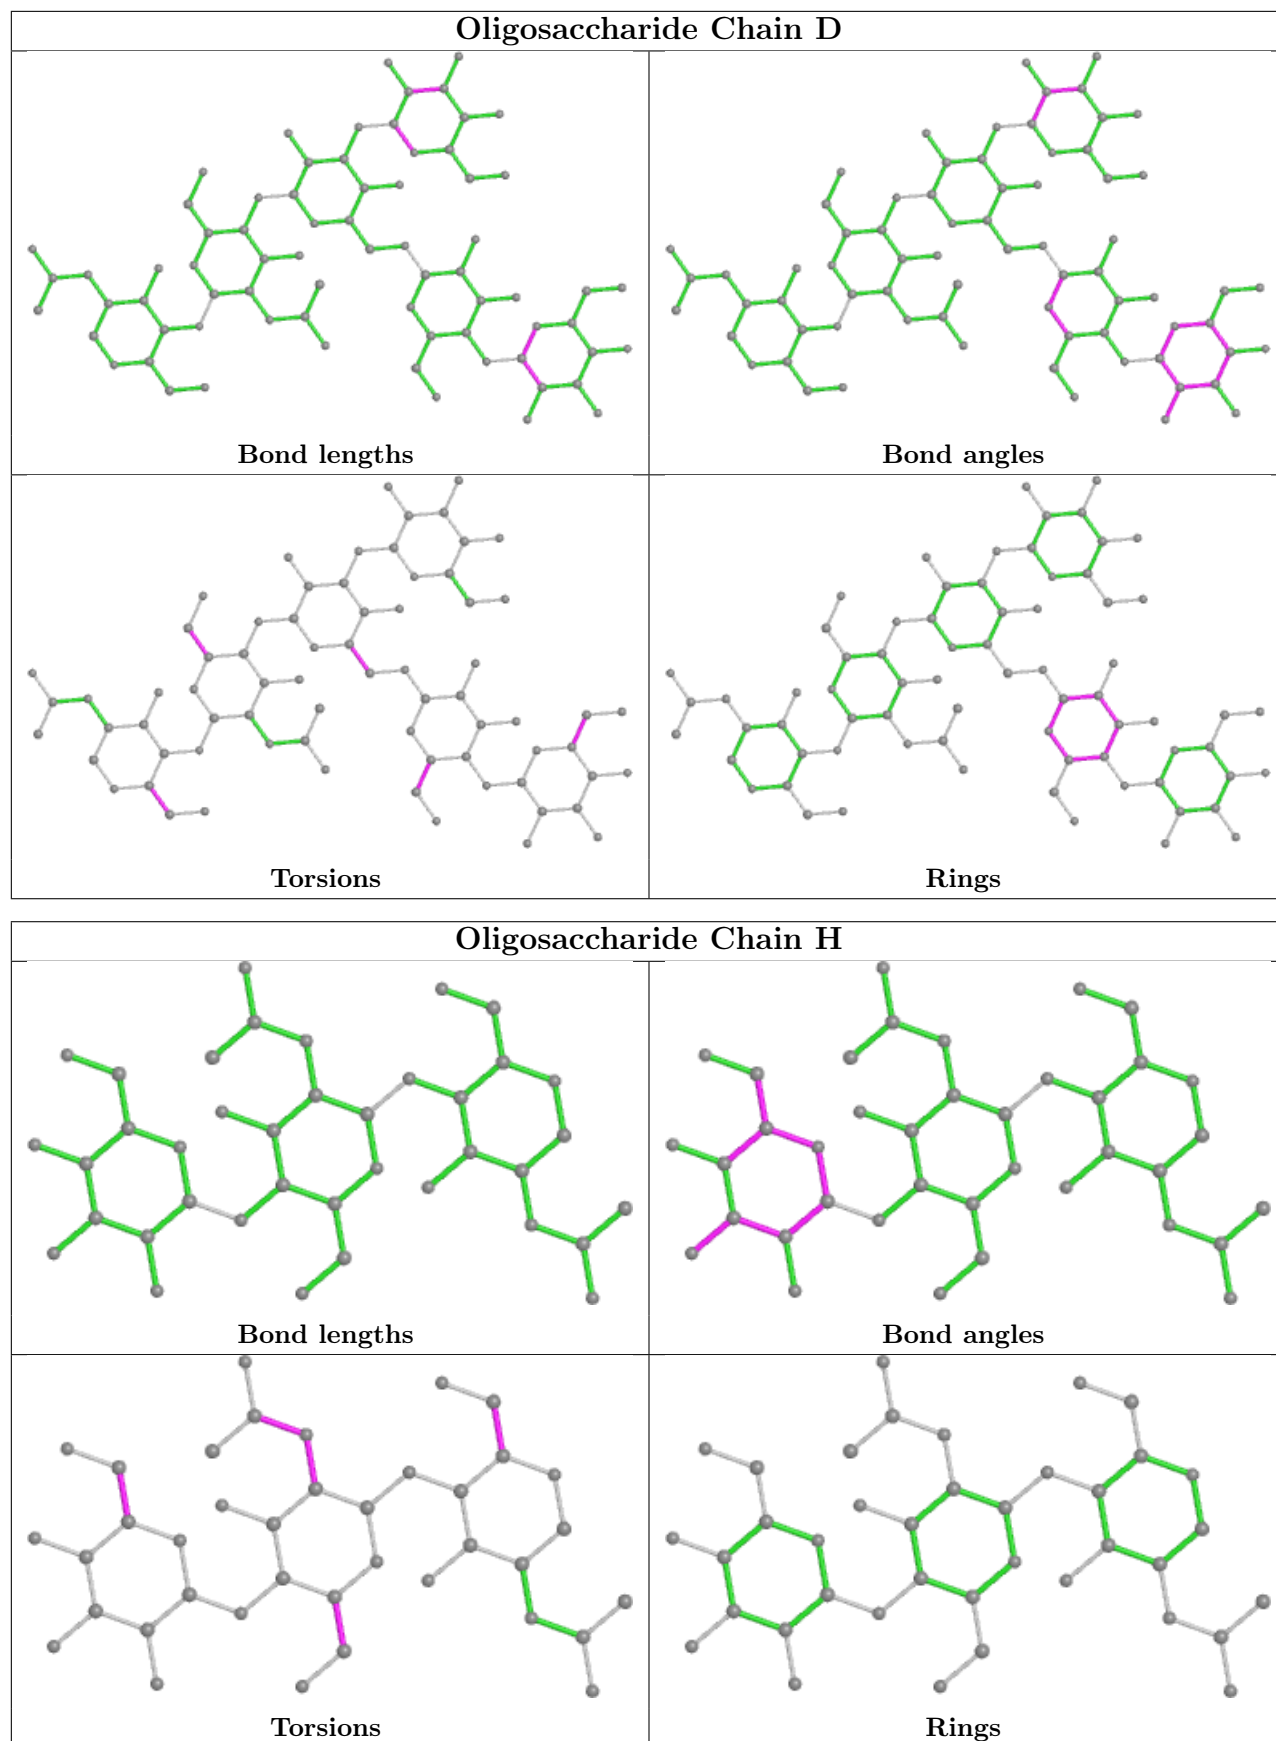 Oligosaccharide Chain D
Bond lengths
Bond angles
Torsions
Rings
Oligosaccharide Chain H
Bond lengths
Bond angles
Torsions
Rings